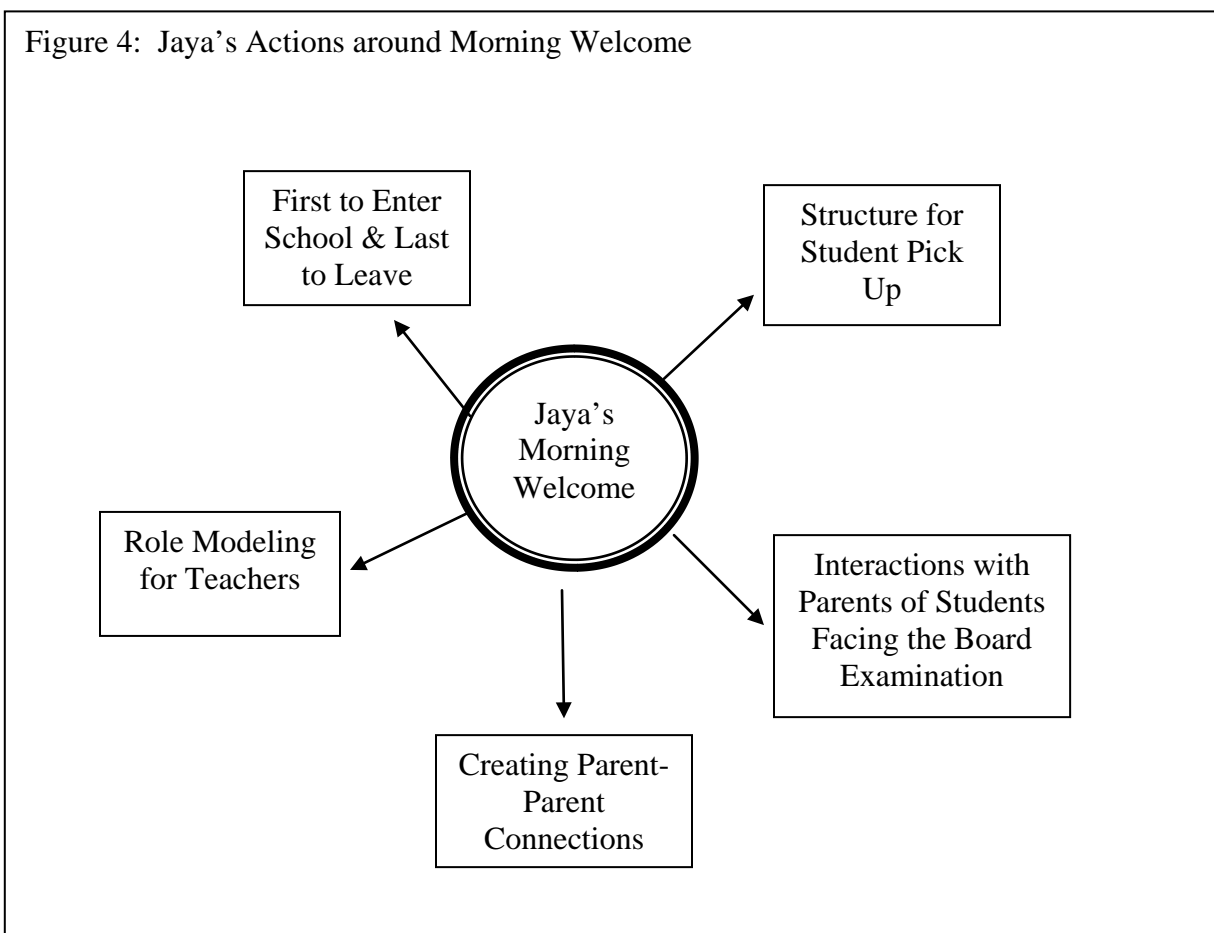 Figure 4:  Jaya’s Actions around Morning Welcome
First to Enter
School & Last
to Leave
Structure for
Student Pick
Up
Jaya’s
Morning
Welcome
Role Modeling
for Teachers
Interactions with
Parents of Students
Facing the Board
Examination
Creating Parent-
Parent
Connections